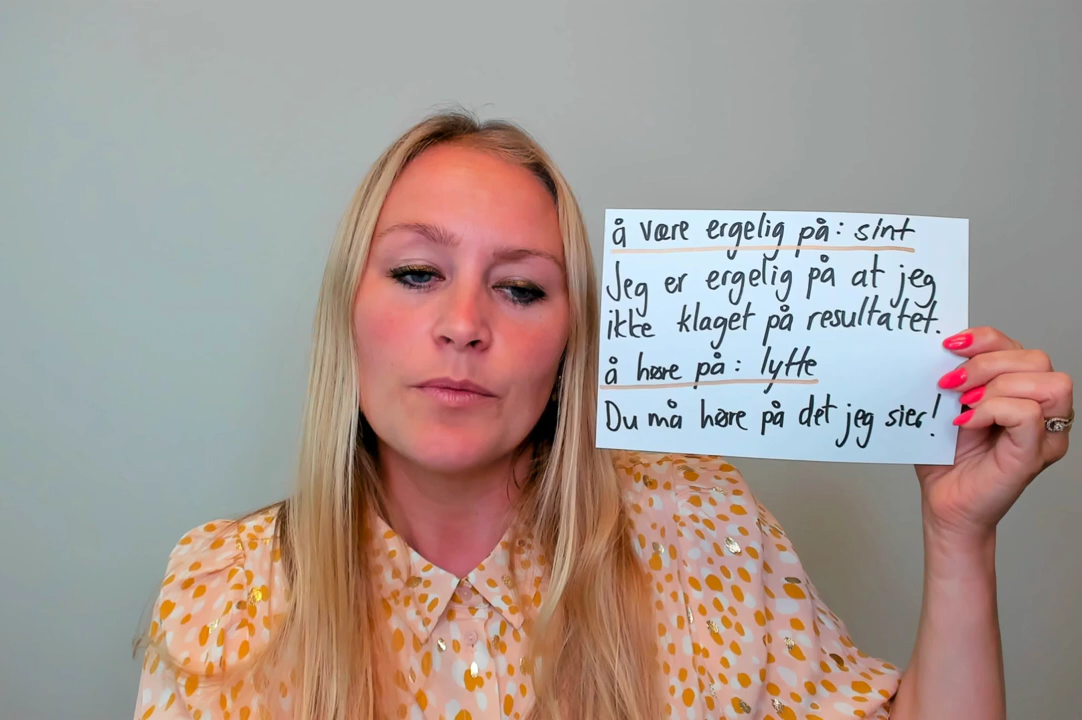 å være ergelig på: sint
Jeg er ergelig på at jeg
ikke klaget på resultatet.
å høre på: lytte
Du må høre på det jeg sier!